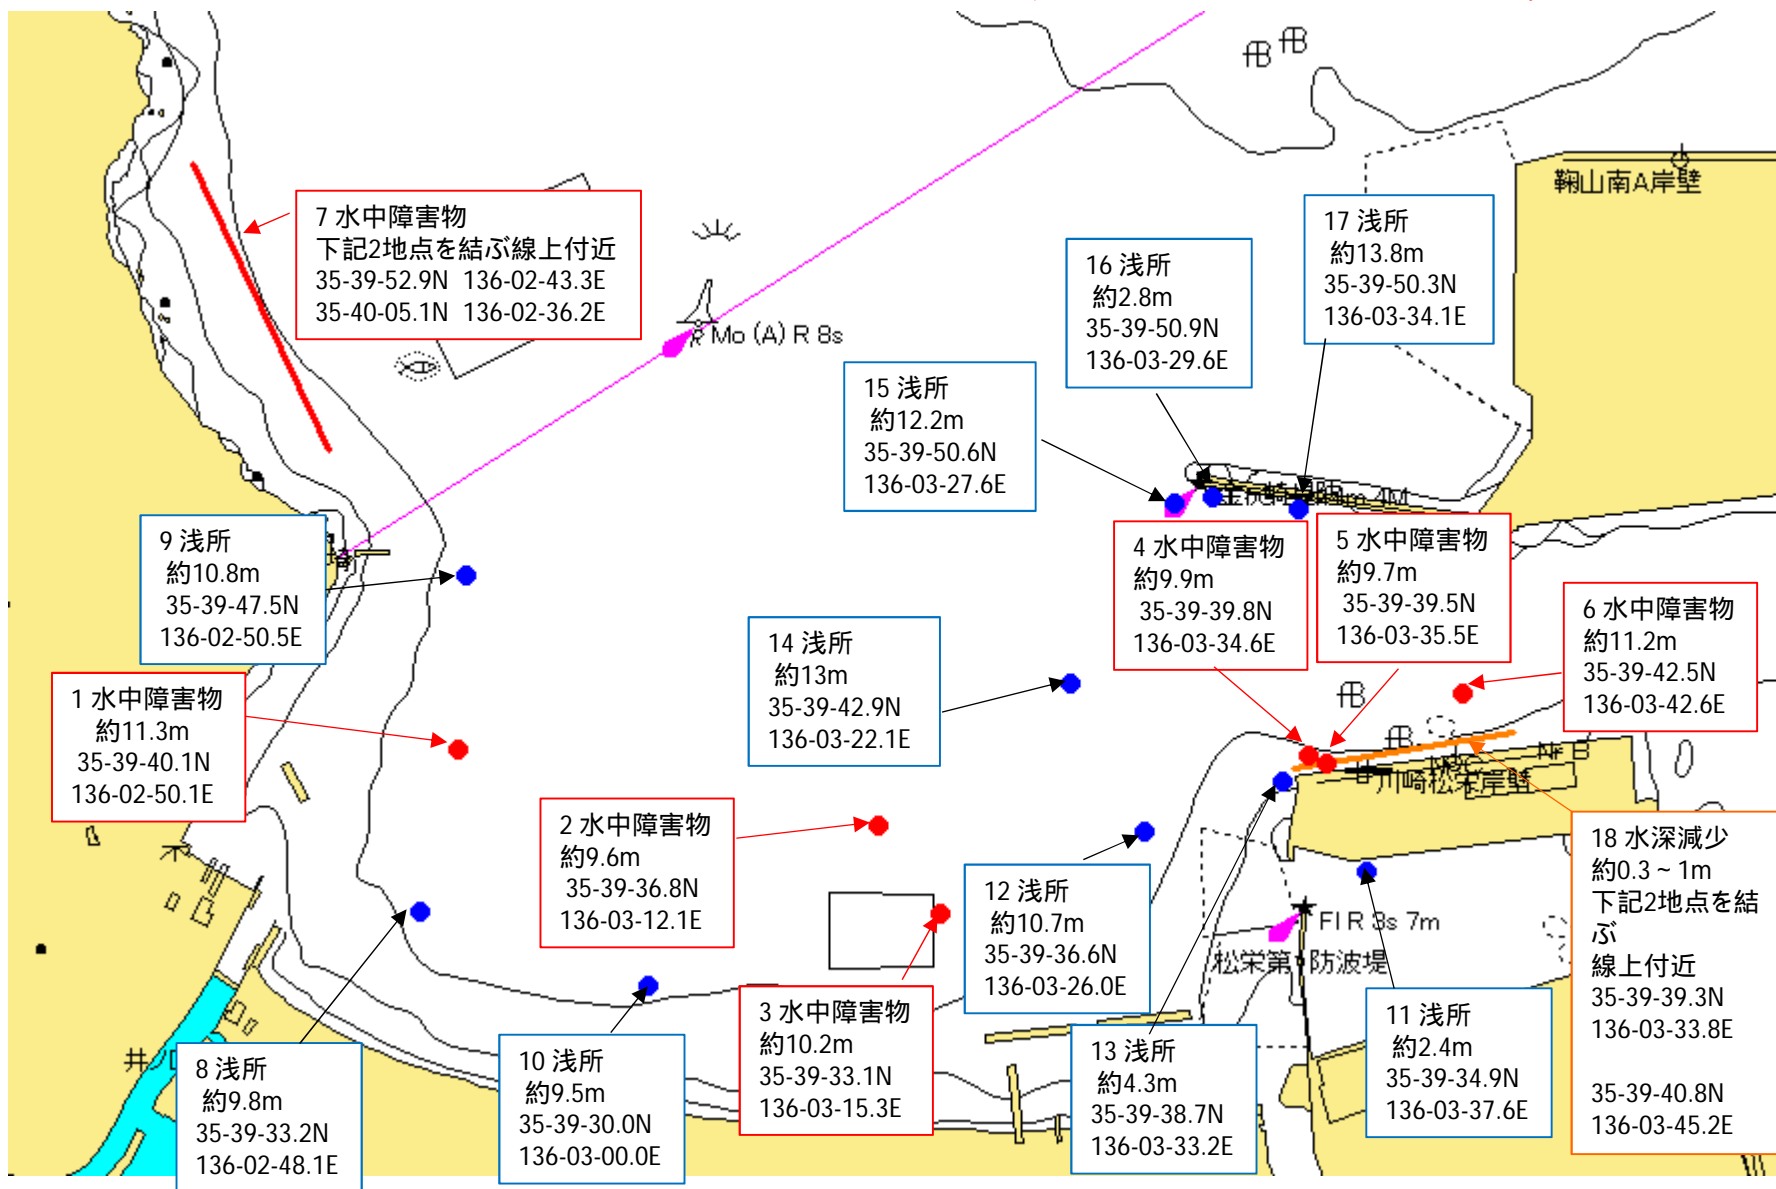 鞠山南A岸壁
7 水中障害物
下記2地点を結ぶ線上付近
35-39-52.9N 136-02-43.3E
35-40-05.1N 136-02-36.2E
17 浅所
約13.8m
35-39-50.3N
136-03-34.1E
16 浅所
約2.8m
35-39-50.9N
136-03-29.6E
Mo (A) R 8s
15 浅所
約12.2m
35-39-50.6N
136-03-27.6E
9 浅所
約10.8m
35-39-47.5N
136-02-50.5E
4 水中障害物
約9.9m
35-39-39.8N
136-03-34.6E
5 水中障害物
約9.7m
35-39-39.5N
136-03-35.5E
6 水中障害物
約11.2m
35-39-42.5N
136-03-42.6E
14 浅所
約13m
35-39-42.9N
136-03-22.1E
1 水中障害物
約11.3m
35-39-40.1N
136-02-50.1E
川崎松栄岸壁
2 水中障害物
約9.6m
35-39-36.8N
136-03-12.1E
18 水深減少
約0.3～1m
下記2地点を結
ぶ
線上付近
35-39-39.3N
136-03-33.8E
35-39-40.8N
136-03-45.2E
12 浅所
約10.7m
35-39-36.6N
136-03-26.0E
Fl R 3s 7m
松栄第1防波堤
3 水中障害物
約10.2m
35-39-33.1N
136-03-15.3E
11 浅所
約2.4m
35-39-34.9N
136-03-37.6E
13 浅所
約4.3m
35-39-38.7N
136-03-33.2E
10 浅所
約9.5m
35-39-30.0N
136-03-00.0E
8 浅所
約9.8m
35-39-33.2N
136-02-48.1E
井